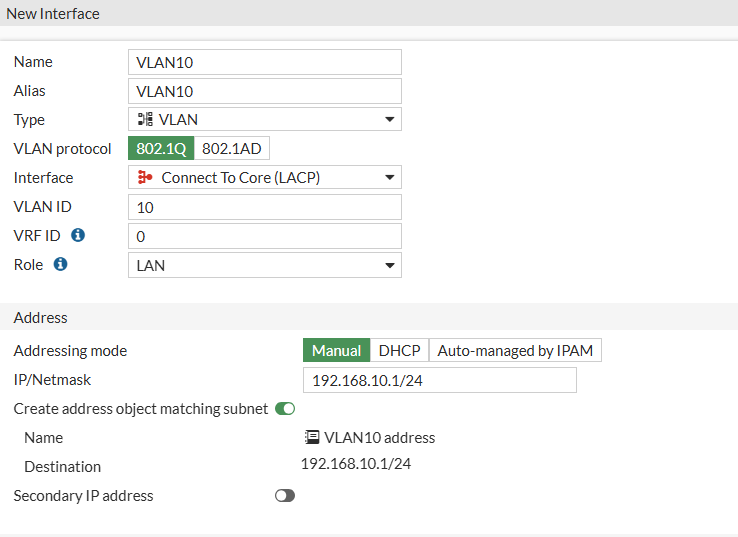 New Interface
Name VLAN10
Alias VLAN10
Type VLAN
VLAN protocol 802.1Q 802.1AD
Interface Connect To Core (LACP)
VLAN ID 10
VRF ID 0
Role LAN
Address
Addressing mode Manual DHCP Auto-managed by IPAM
IP/Netmask 192.168.10.1/24
Create address object matching subnet
Name VLAN10 address
Destination 192.168.10.1/24
Secondary IP address